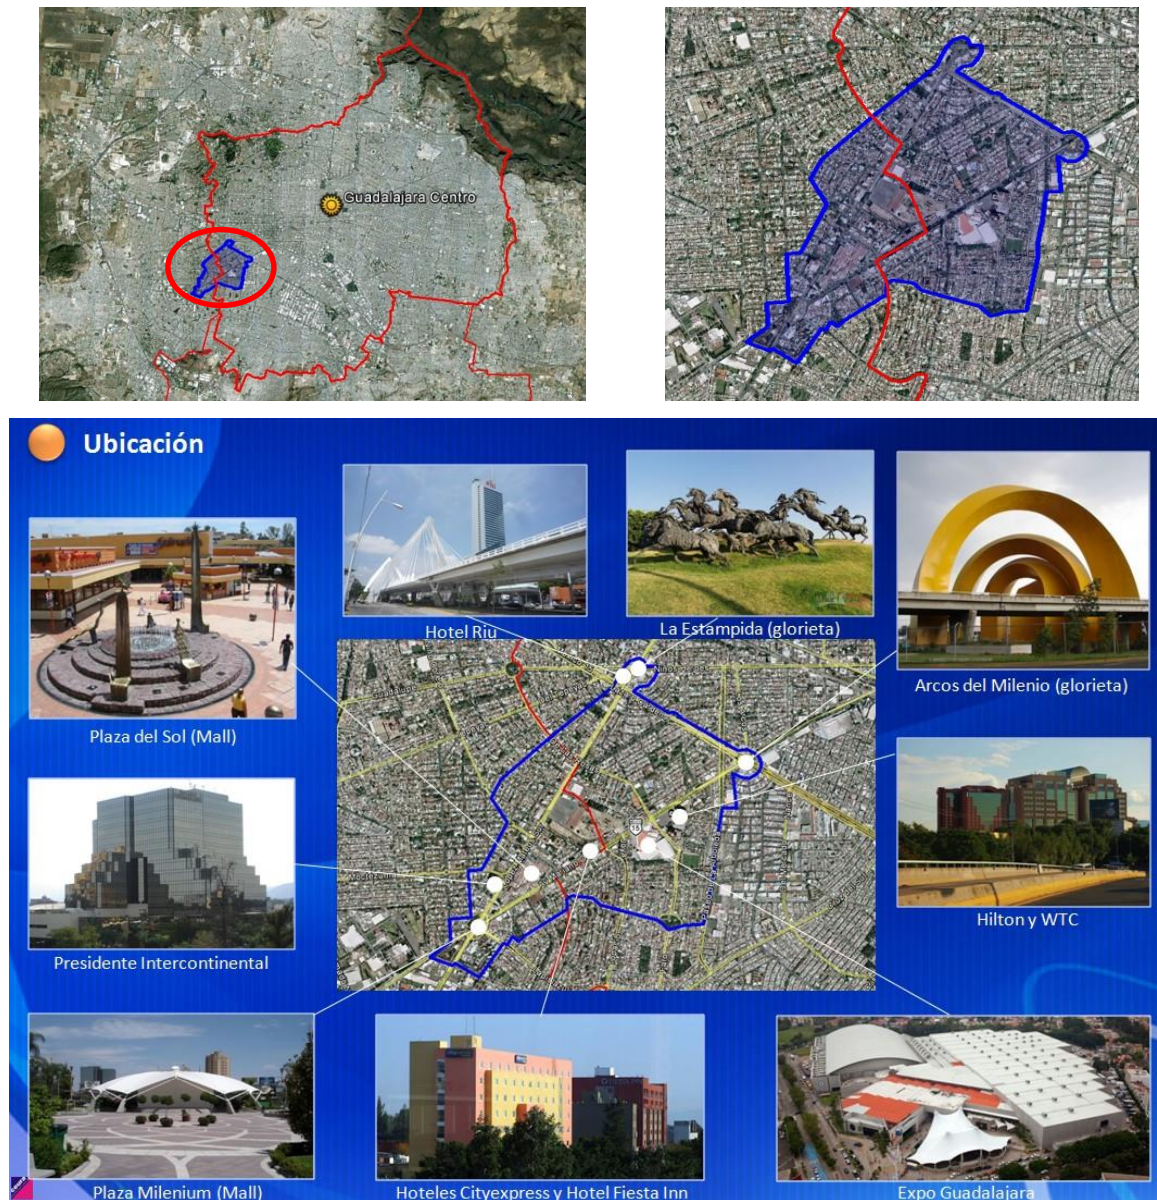 Guadalajara Centro
Ubicación
Hotel Riu
La Estampida (glorieta)
Arcos del Milenio (glorieta)
Plaza del Sol (Mall)
Hilton y WTC
Presidente Intercontinental
Plaza Milenium (Mall)
Hoteles Cityexpress y Hotel Fiesta Inn
Expo Guadalajara